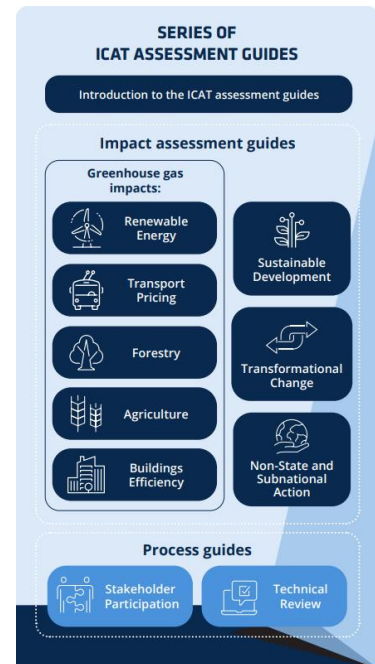 SERIES OF
ICAT ASSESSMENT GUIDES
Introduction to the ICAT assessment guides
Impact assessment guides
Greenhouse gas
impacts:
Renewable
Energy
Transport
Pricing
Forestry
Agriculture
Buildings
Efficiency
Sustainable
Development
Transformational
Change
Non-State and
Subnational
Action
Process guides
Stakeholder
Participation
Technical
Review